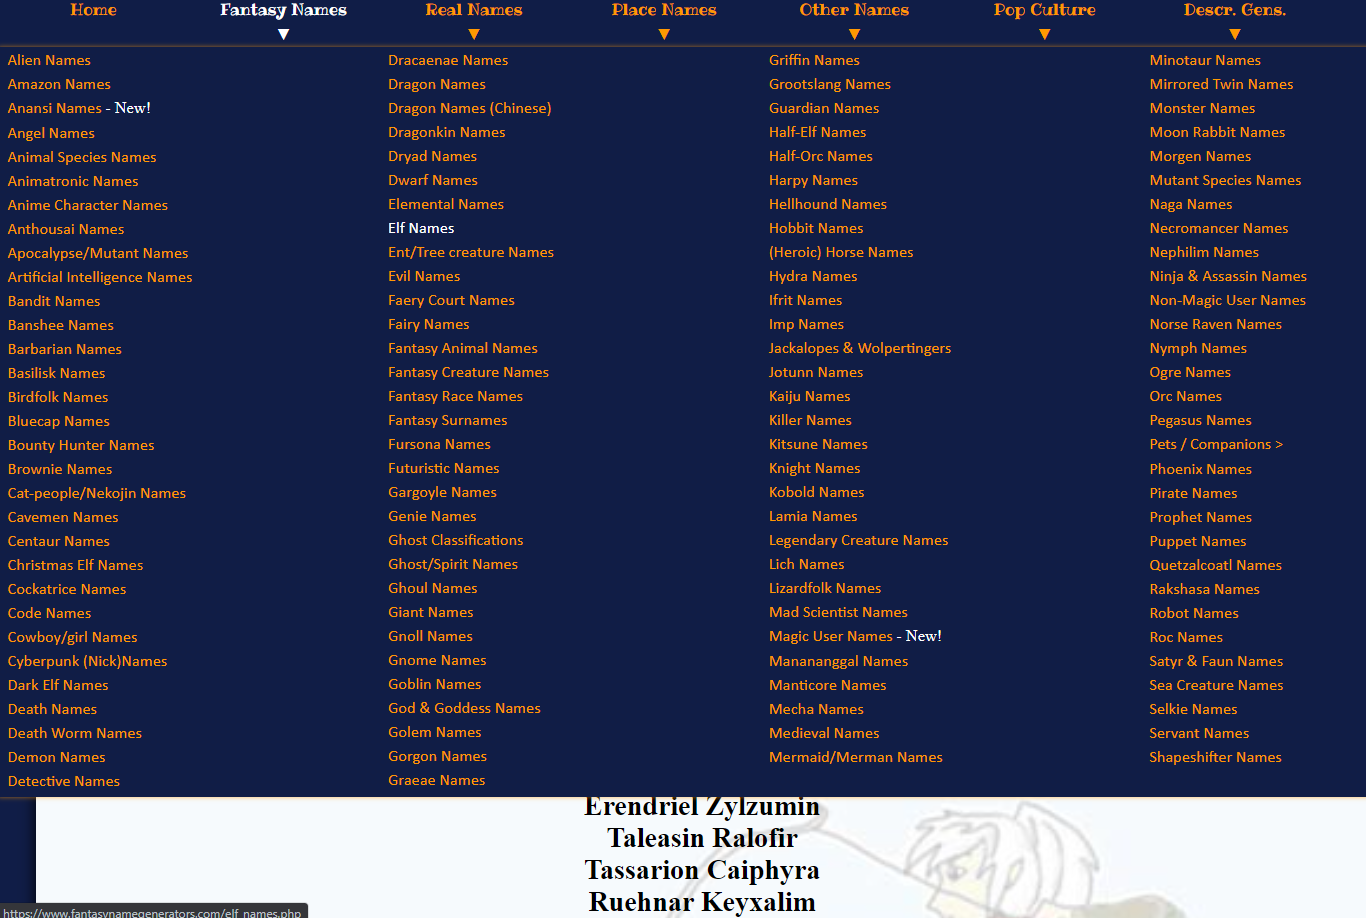 Home Fantasy Names Real Names Place Names Other Names Pop Culture Descr. Gens.
▼ ▼ ▼ ▼ ▼ ▼
Alien Names
Amazon Names
Anansi Names - New!
Angel Names
Animal Species Names
Animatronic Names
Anime Character Names
Anthousai Names
Apocalypse/Mutant Names
Artificial Intelligence Names
Bandit Names
Banshee Names
Barbarian Names
Basilisk Names
Birdfolk Names
Bluecap Names
Bounty Hunter Names
Brownie Names
Cat-people/Nekojin Names
Cavemen Names
Centaur Names
Christmas Elf Names
Cockatrice Names
Code Names
Cowboy/girl Names
Cyberpunk (Nick)Names
Dark Elf Names
Death Names
Death Worm Names
Demon Names
Detective Names
Dracaenae Names
Dragon Names
Dragon Names (Chinese)
Dragonkin Names
Dryad Names
Dwarf Names
Elemental Names
Elf Names
Ent/Tree creature Names
Evil Names
Faery Court Names
Fairy Names
Fantasy Animal Names
Fantasy Creature Names
Fantasy Race Names
Fantasy Surnames
Fursona Names
Futuristic Names
Gargoyle Names
Genie Names
Ghost Classifications
Ghost/Spirit Names
Ghoul Names
Giant Names
Gnoll Names
Gnome Names
Goblin Names
God & Goddess Names
Golem Names
Gorgon Names
Graeae Names
Griffin Names
Grootslang Names
Guardian Names
Half-Elf Names
Half-Orc Names
Harpy Names
Hellhound Names
Hobbit Names
(Heroic) Horse Names
Hydra Names
Ifrit Names
Imp Names
Jackalopes & Wolpertingers
Jotunn Names
Kaiju Names
Killer Names
Kitsune Names
Knight Names
Kobold Names
Lamia Names
Legendary Creature Names
Lich Names
Lizardfolk Names
Mad Scientist Names
Magic User Names - New!
Manananggal Names
Manticore Names
Mecha Names
Medieval Names
Mermaid/Merman Names
Minotaur Names
Mirrored Twin Names
Monster Names
Moon Rabbit Names
Morgen Names
Mutant Species Names
Naga Names
Necromancer Names
Nephilim Names
Ninja & Assassin Names
Non-Magic User Names
Norse Raven Names
Nymph Names
Ogre Names
Orc Names
Pegasus Names
Pets / Companions >
Phoenix Names
Pirate Names
Prophet Names
Puppet Names
Quetzalcoatl Names
Rakshasa Names
Robot Names
Roc Names
Satyr & Faun Names
Sea Creature Names
Selkie Names
Servant Names
Shapeshifter Names
Erendriel Zylzumin
Taleasin Ralofir
Tassarion Caiphyra
Ruehnar Keyxalim
https://www.fantasynamegenerators.com/elf_names.php